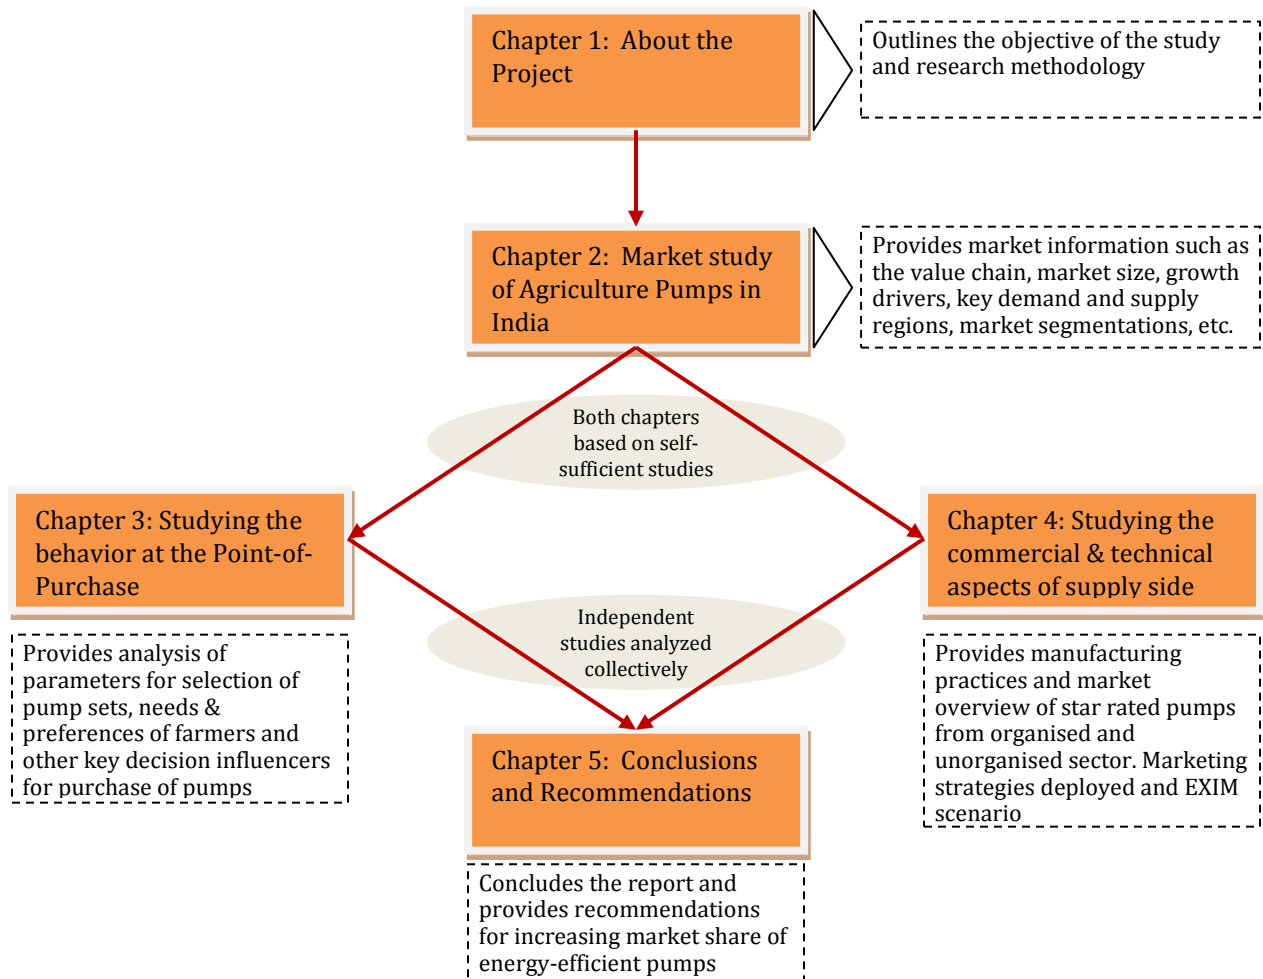 Chapter 1:  About the
Project
Outlines the objective of the study
and research methodology
Chapter 2:  Market study
of Agriculture Pumps in
India
Provides market information such as
the value chain, market size, growth
drivers, key demand and supply
regions, market segmentations, etc.
Both chapters
based on self-
sufficient studies
Chapter 3: Studying the
behavior at the Point-of-
Purchase
Chapter 4: Studying the
commercial & technical
aspects of supply side
Independent
studies analyzed
collectively
Provides analysis of
parameters for selection of
pump sets, needs &
preferences of farmers and
other key decision influencers
for purchase of pumps
Provides manufacturing
practices and market
overview of star rated pumps
from organised and
unorganised sector. Marketing
strategies deployed and EXIM
scenario
Chapter 5:  Conclusions
and Recommendations
Concludes the report and
provides recommendations
for increasing market share of
energy-efficient pumps